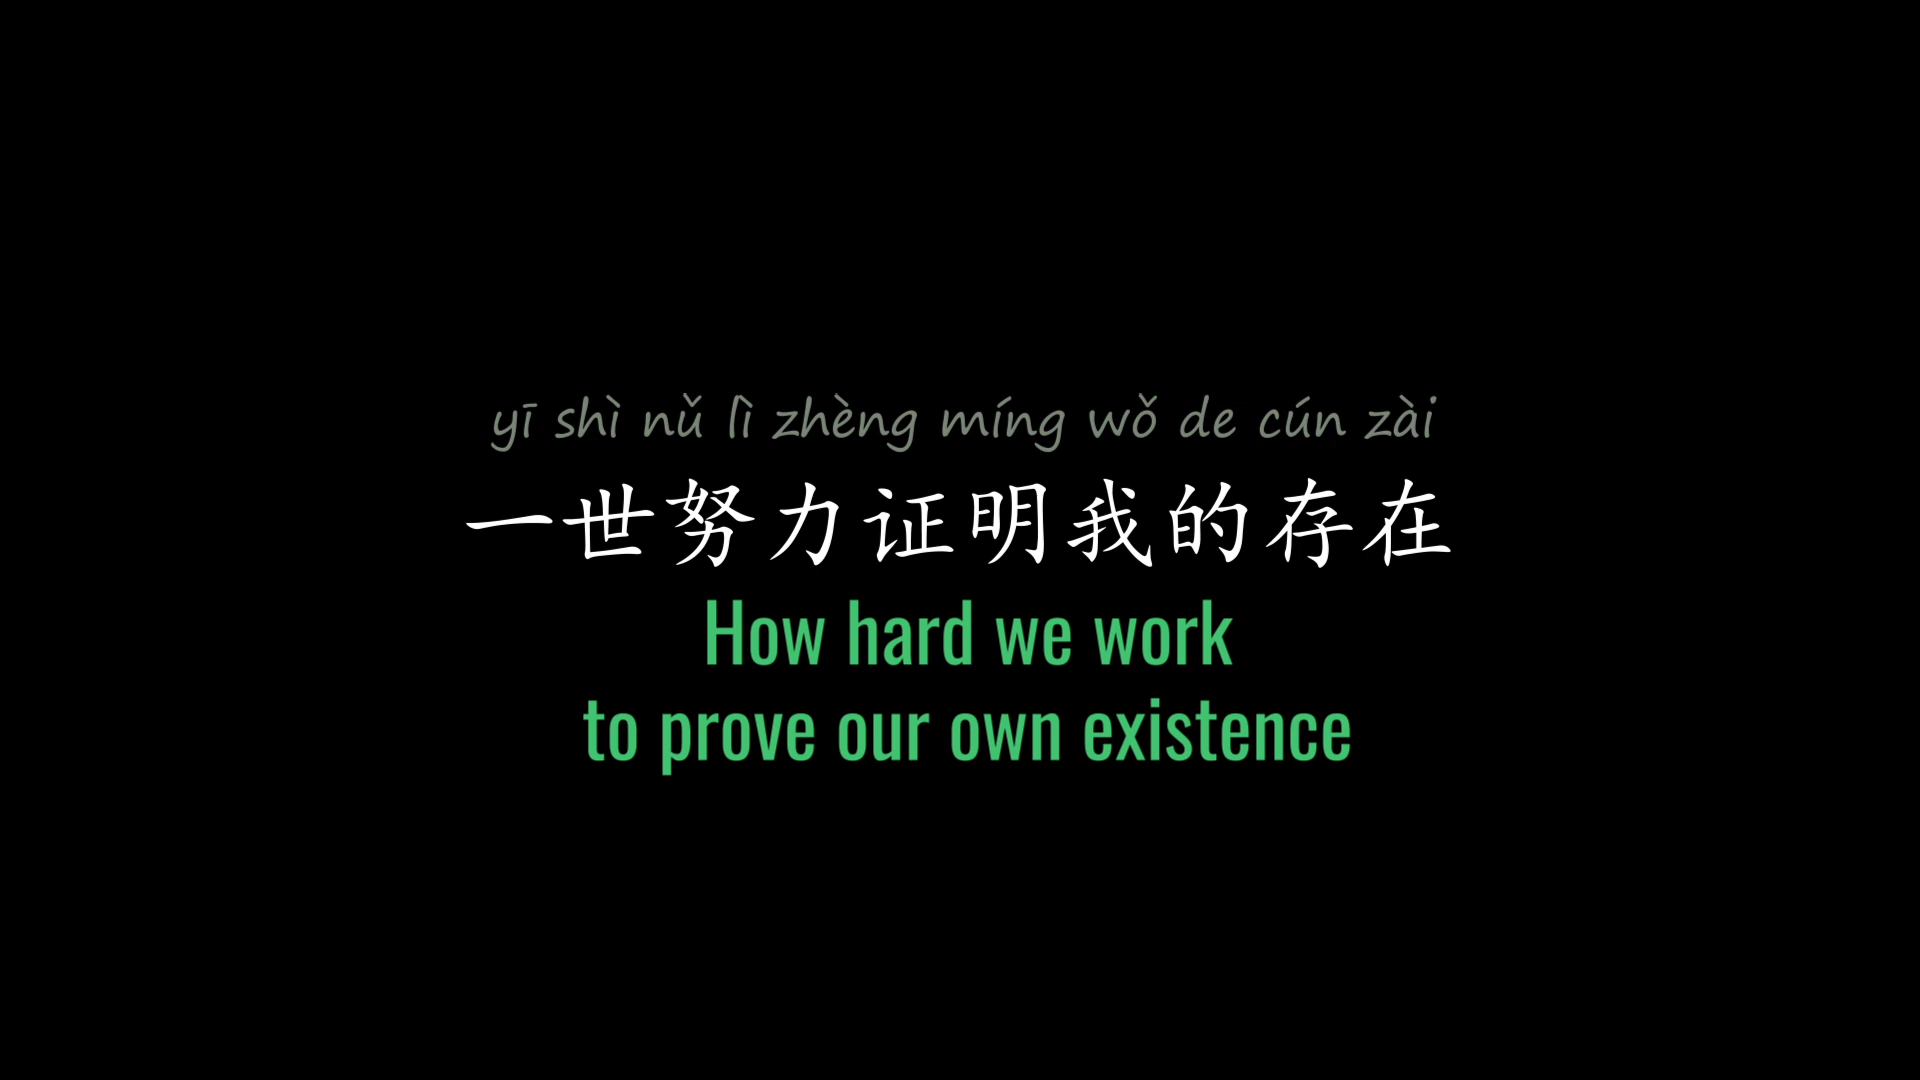 yī shì nǔ lì zhèng míng wǒ de cún zài
一世努力证明我的存在
How hard we work
to prove our own existence